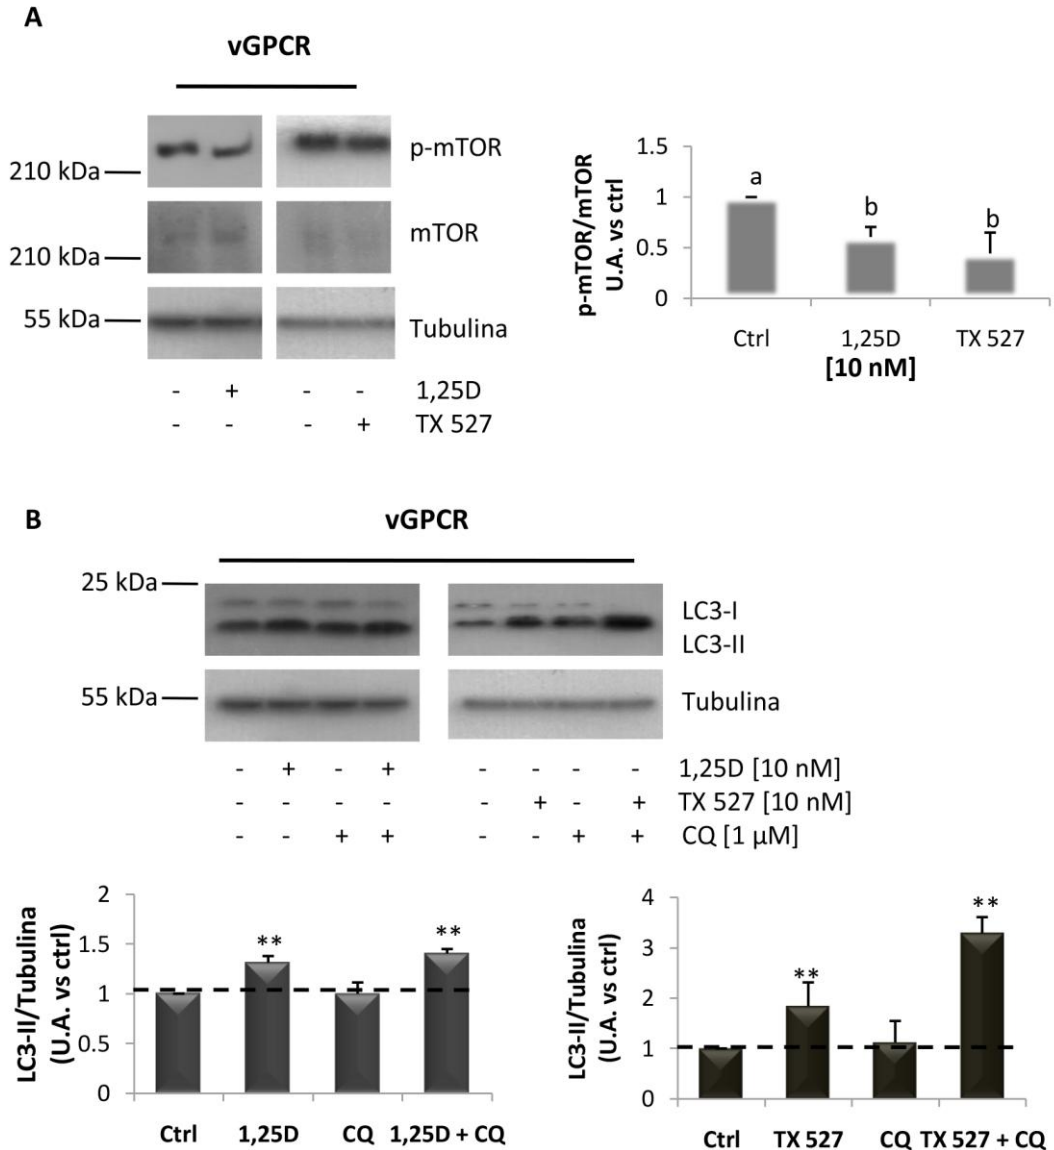 A
vGPCR
p-mTOR
210 kDa
mTOR
210 kDa
55 kDa
Tubulina
- + - - 1,25D
- - - + TX 527
p-mTOR/mTOR
U.A. vs ctrl
1.5
1
0.5
0
a
b
b
Ctrl 1,25D TX 527
[10 nM]
B
vGPCR
25 kDa
LC3-I
LC3-II
55 kDa
Tubulina
- + - + - - - - 1,25D [10 nM]
- - - - - + - + TX 527 [10 nM]
- - + + - - + + CQ [1 µM]
LC3-II/Tubulina
(U.A. vs ctrl)
2
1.5
1
0.5
0
**
**
Ctrl 1,25D CQ 1,25D + CQ
LC3-II/Tubulina
(U.A. vs ctrl)
4
3
2
1
0
**
**
Ctrl TX 527 CQ TX 527 + CQ